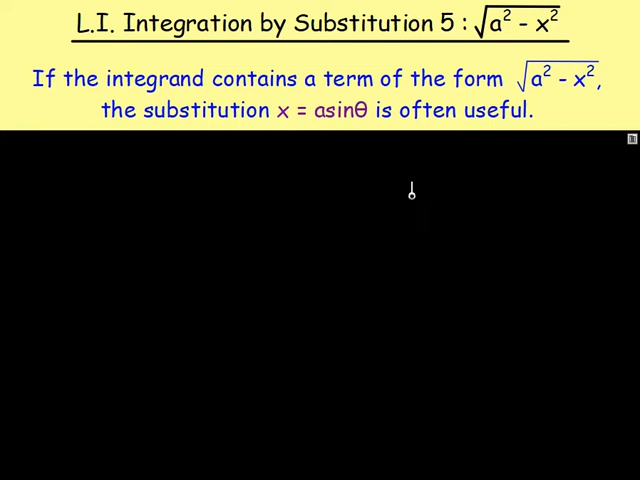 L.I. Integration by Substitution 5 : √(a² - x²)
If the integrand contains a term of the form √(a² - x²),
the substitution x = asinθ is often useful.